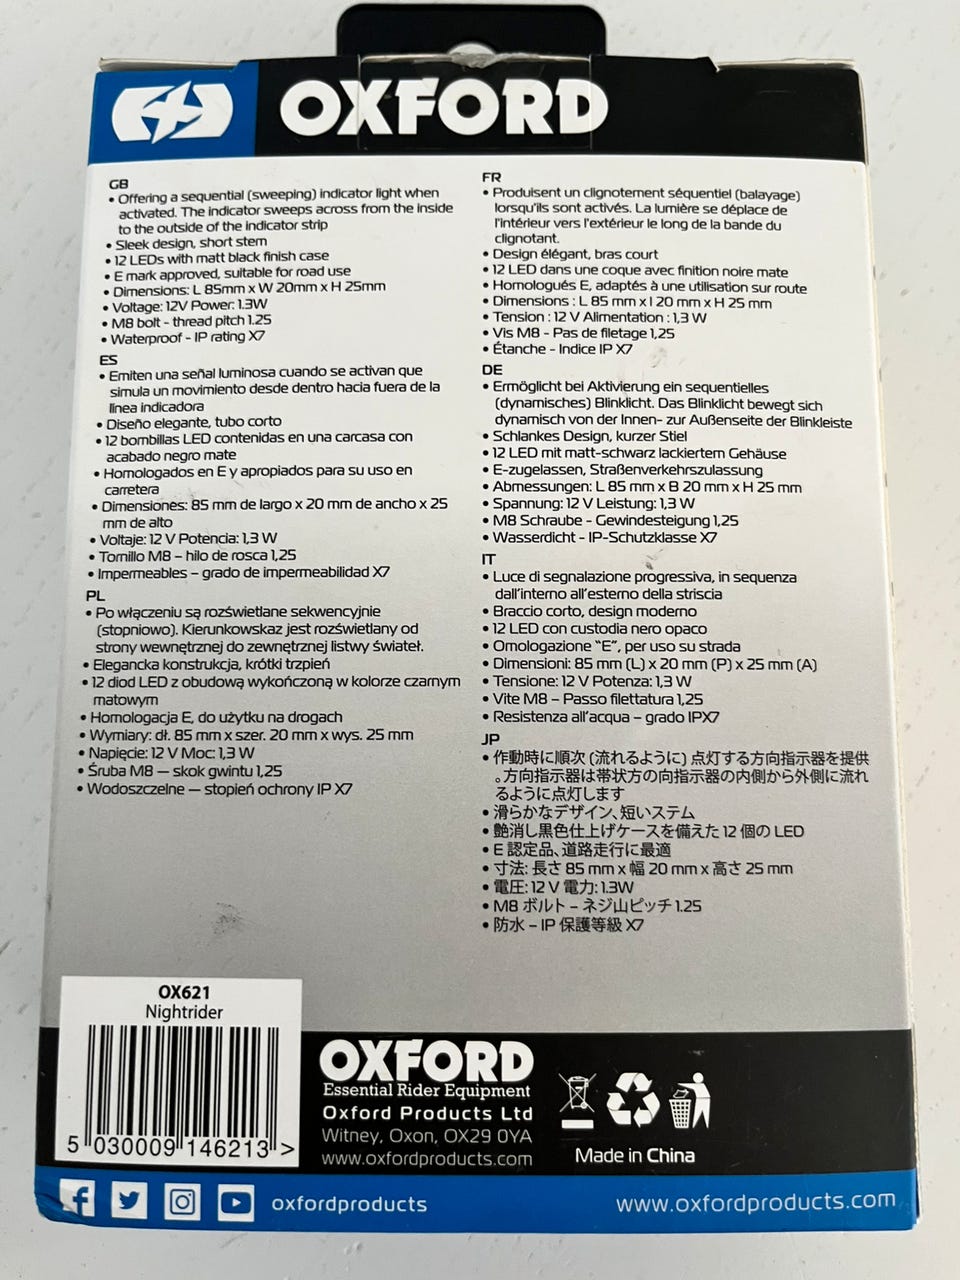 OXFORD
GB
• Offering a sequential (sweeping) indicator light when
activated. The indicator sweeps across from the inside
to the outside of the indicator strip
• Sleek design, short stem
• 12 LEDs with matt black finish case
• E mark approved, suitable for road use
• Dimensions: L 85mm x W 20mm x H 25mm
• Voltage: 12V Power: 1.3W
• M8 bolt - thread pitch 1.25
• Waterproof - IP rating X7
ES
• Emiten una señal luminosa cuando se activan que
simula un movimiento desde dentro hacia fuera de la
línea indicadora
• Diseño elegante, tubo corto
• 12 bombillas LED contenidas en una carcasa con
acabado negro mate
• Homologados en E y apropiados para su uso en
carretera
• Dimensiones: 85 mm de largo x 20 mm de ancho x 25
mm de alto
• Voltaje: 12 V Potencia: 1,3 W
• Tornillo M8 – hilo de rosca 1,25
• Impermeables – grado de impermeabilidad X7
PL
• Po włączeniu są rozświetlane sekwencyjnie
(stopniowo). Kierunkowskaz jest rozświetlany od
strony wewnętrznej do zewnętrznej listwy świateł.
• Elegancka konstrukcja, krótki trzpień
• 12 diod LED z obudową wykończoną w kolorze czarnym
matowym
• Homologacja E, do użytku na drogach
• Wymiary: dł. 85 mm x szer. 20 mm x wys. 25 mm
• Napięcie: 12 V Moc: 1,3 W
• Śruba M8 — skok gwintu 1,25
• Wodoszczelne — stopień ochrony IP X7
FR
• Produisent un clignotement séquentiel (balayage)
lorsqu'ils sont activés. La lumière se déplace de
l'intérieur vers l'extérieur le long de la bande du
clignotant.
• Design élégant, bras court
• 12 LED dans une coque avec finition noire mate
• Homologués E, adaptés à une utilisation sur route
• Dimensions : L 85 mm x l 20 mm x H 25 mm
• Tension : 12 V Alimentation : 1,3 W
• Vis M8 - Pas de filetage 1,25
• Étanche - Indice IP X7
DE
• Ermöglicht bei Aktivierung ein sequentielles
(dynamisches) Blinklicht. Das Blinklicht bewegt sich
dynamisch von der Innen- zur Außenseite der Blinkleiste
• Schlankes Design, kurzer Stiel
• 12 LED mit matt-schwarz lackiertem Gehäuse
• E-zugelassen, Straßenverkehrszulassung
• Abmessungen: L 85 mm x B 20 mm x H 25 mm
• Spannung: 12 V Leistung: 1,3 W
• M8 Schraube - Gewindesteigung 1,25
• Wasserdicht - IP-Schutzklasse X7
IT
• Luce di segnalazione progressiva, in sequenza
dall'interno all'esterno della striscia
• Braccio corto, design moderno
• 12 LED con custodia nero opaco
• Omologazione "E", per uso su strada
• Dimensioni: 85 mm (L) x 20 mm (P) x 25 mm (A)
• Tensione: 12 V Potenza: 1,3 W
• Vite M8 – Passo filettatura 1,25
• Resistenza all'acqua – grado IPX7
JP
• 作動時に順次 (流れるように) 点灯する方向指示器を提供
。方向指示器は帯状方の向指示器の内側から外側に流れ
るように点灯します
• 滑らかなデザイン、短いステム
• 艶消し黒色仕上げケースを備えた 12 個の LED
• E 認定品、道路走行に最適
• 寸法: 長さ 85 mm x 幅 20 mm x 高さ 25 mm
• 電圧: 12 V 電力: 1.3W
• M8 ボルト – ネジ山ピッチ 1.25
• 防水 – IP 保護等級 X7
OX621
Nightrider
5 030009 146213 >
OXFORD
Essential Rider Equipment
Oxford Products Ltd
Witney, Oxon, OX29 0YA
www.oxfordproducts.com
Made in China
oxfordproducts
www.oxfordproducts.com